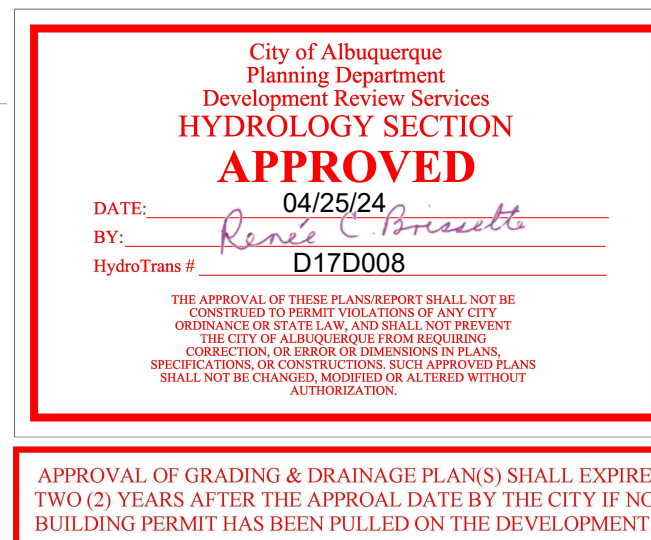 City of Albuquerque
Planning Department
Development Review Services
HYDROLOGY SECTION
APPROVED
DATE: 04/25/24
BY: Renée C. Brissette
HydroTrans # D17D008
THE APPROVAL OF THESE PLANS/REPORT SHALL NOT BE
CONSTRUED TO PERMIT VIOLATIONS OF ANY CITY
ORDINANCE OR STATE LAW, AND SHALL NOT PREVENT
THE CITY OF ALBUQUERQUE FROM REQUIRING
CORRECTION, OR ERROR OR DIMENSIONS IN PLANS,
SPECIFICATIONS, OR CONSTRUCTIONS. SUCH APPROVED PLANS
SHALL NOT BE CHANGED, MODIFIED OR ALTERED WITHOUT
AUTHORIZATION.
APPROVAL OF GRADING & DRAINAGE PLAN(S) SHALL EXPIRE
TWO (2) YEARS AFTER THE APPROAL DATE BY THE CITY IF NO
BUILDING PERMIT HAS BEEN PULLED ON THE DEVELOPMENT